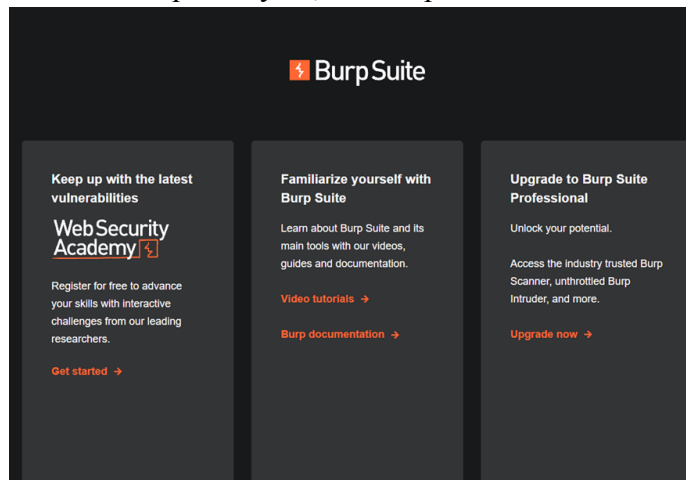 Burp Suite
Keep up with the latest
vulnerabilities
Web Security
Academy
Register for free to advance
your skills with interactive
challenges from our leading
researchers.
Get started →
Familiarize yourself with
Burp Suite
Learn about Burp Suite and its
main tools with our videos,
guides and documentation.
Video tutorials →
Burp documentation →
Upgrade to Burp Suite
Professional
Unlock your potential.
Access the industry trusted Burp
Scanner, unthrottled Burp
Intruder, and more.
Upgrade now →